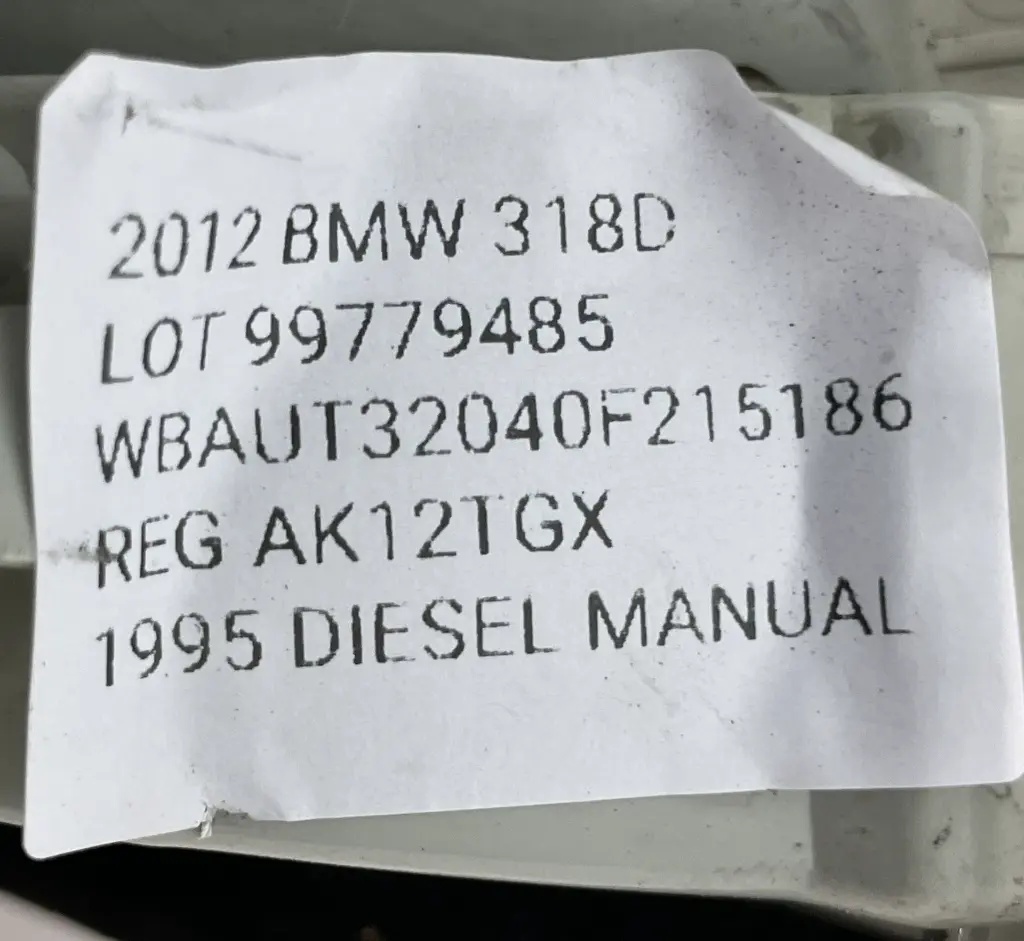 2012 BMW 318D
LOT 99779485
WBAUT32040F215186
REG AK12TGX
1995 DIESEL MANUAL